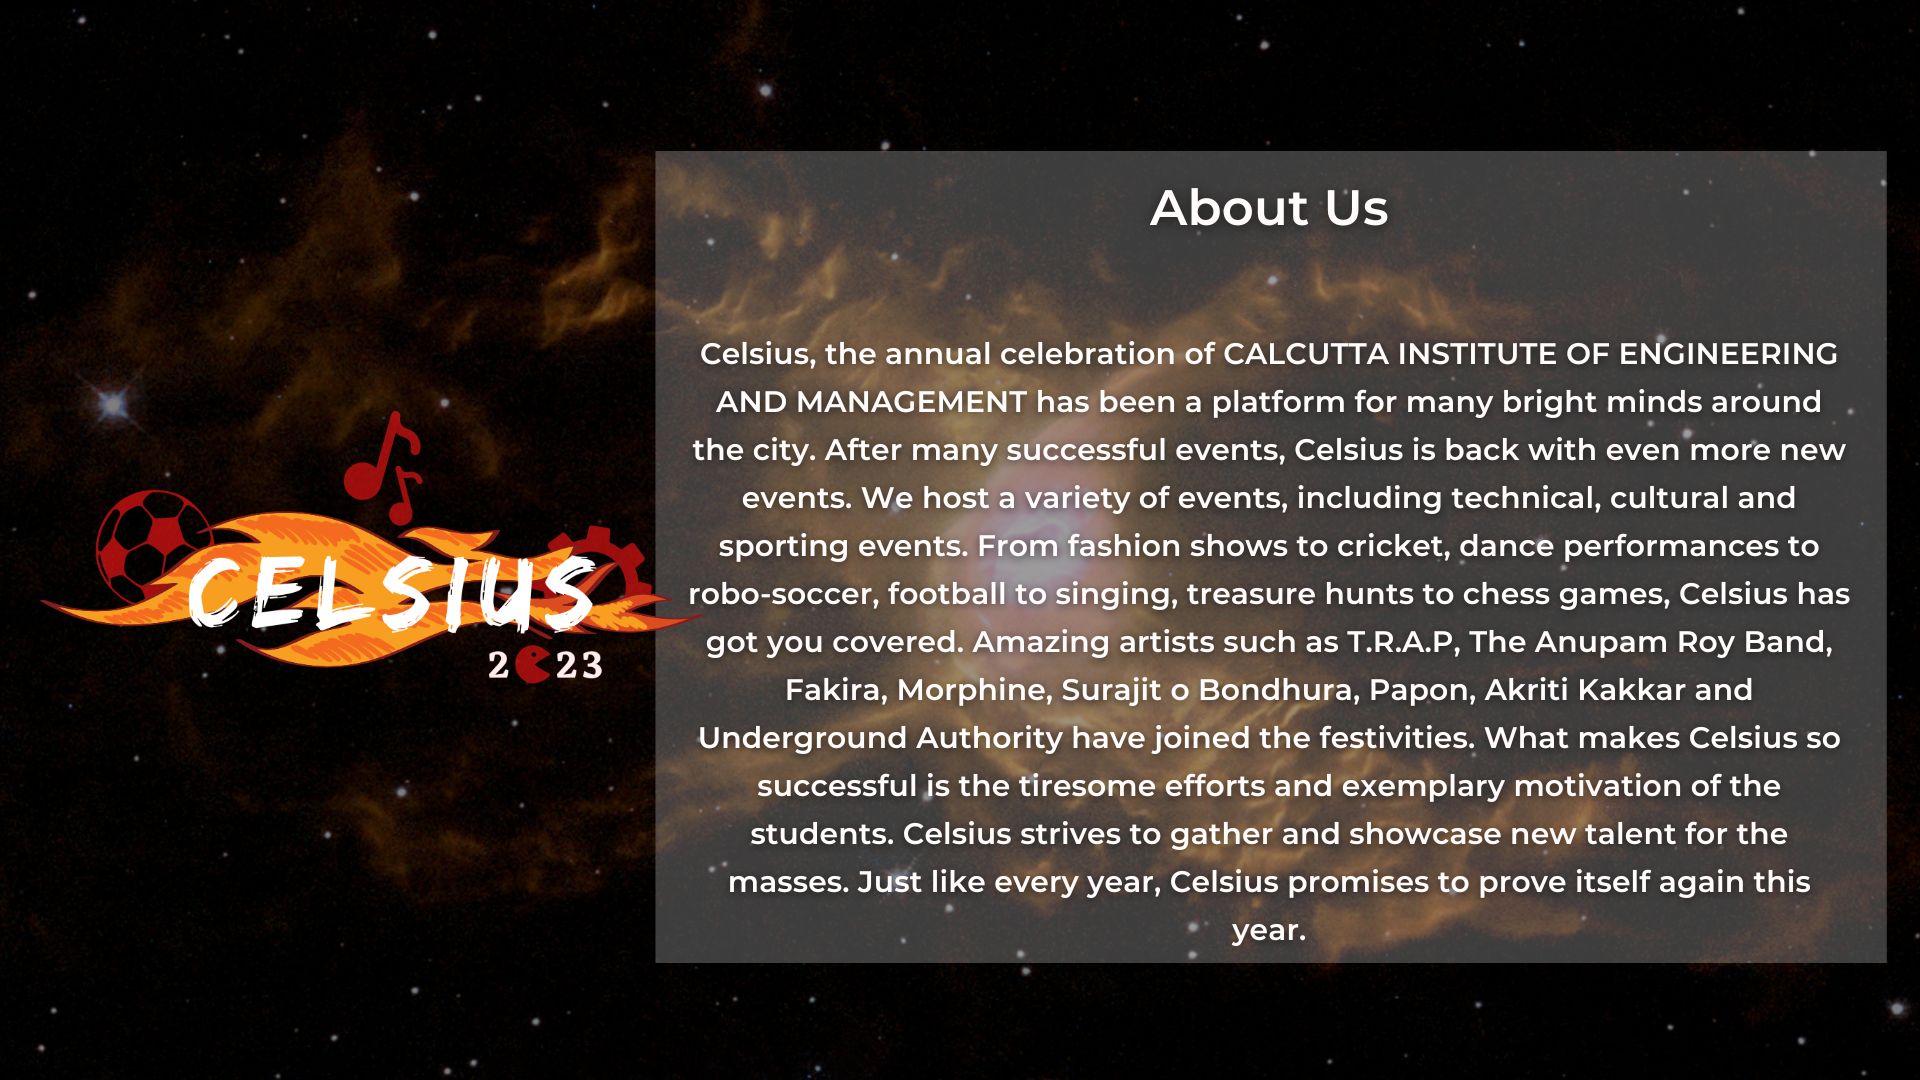 About Us
Celsius, the annual celebration of CALCUTTA INSTITUTE OF ENGINEERING
AND MANAGEMENT has been a platform for many bright minds around
the city. After many successful events, Celsius is back with even more new
events. We host a variety of events, including technical, cultural and
sporting events. From fashion shows to cricket, dance performances to
robo-soccer, football to singing, treasure hunts to chess games, Celsius has
got you covered. Amazing artists such as T.R.A.P, The Anupam Roy Band,
Fakira, Morphine, Surajit o Bondhura, Papon, Akriti Kakkar and
Underground Authority have joined the festivities. What makes Celsius so
successful is the tiresome efforts and exemplary motivation of the
students. Celsius strives to gather and showcase new talent for the
masses. Just like every year, Celsius promises to prove itself again this
year.
CELSIUS
2023